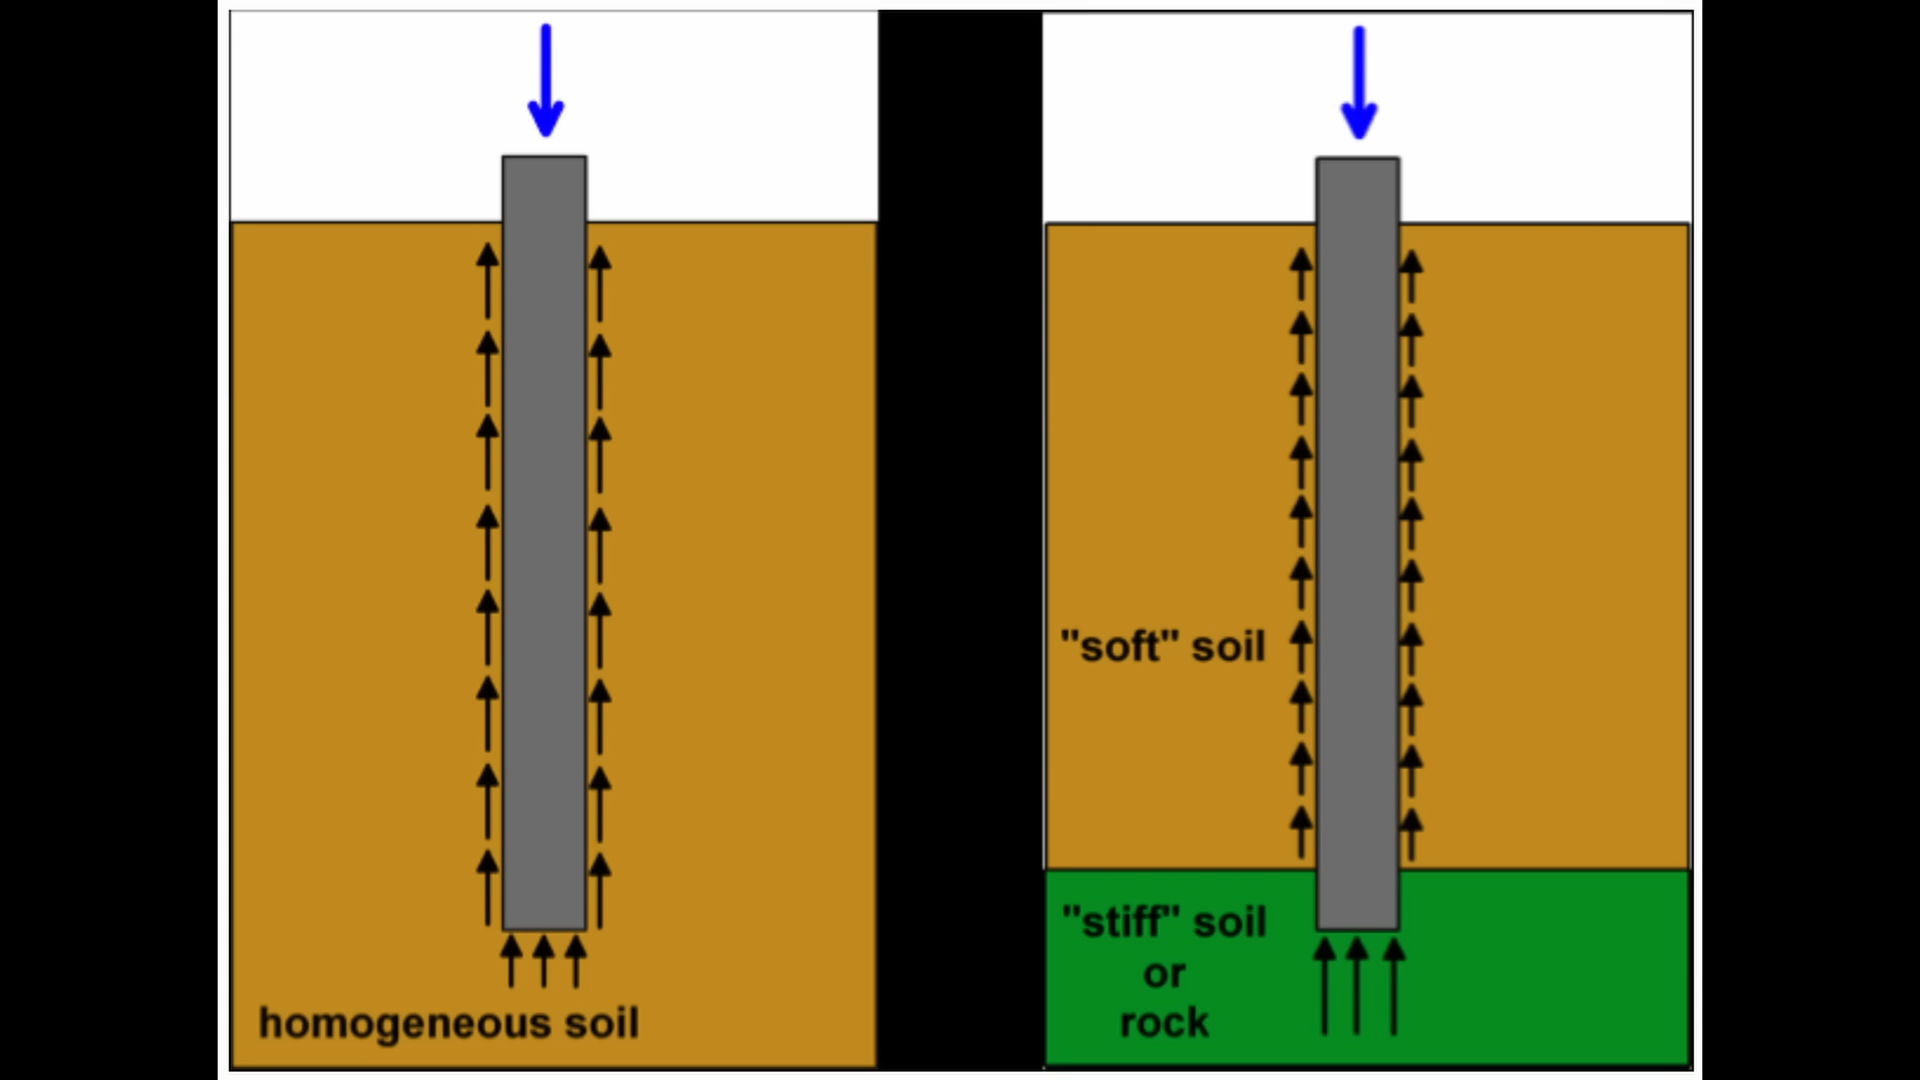 homogeneous soil
"soft" soil
"stiff" soil
or
rock